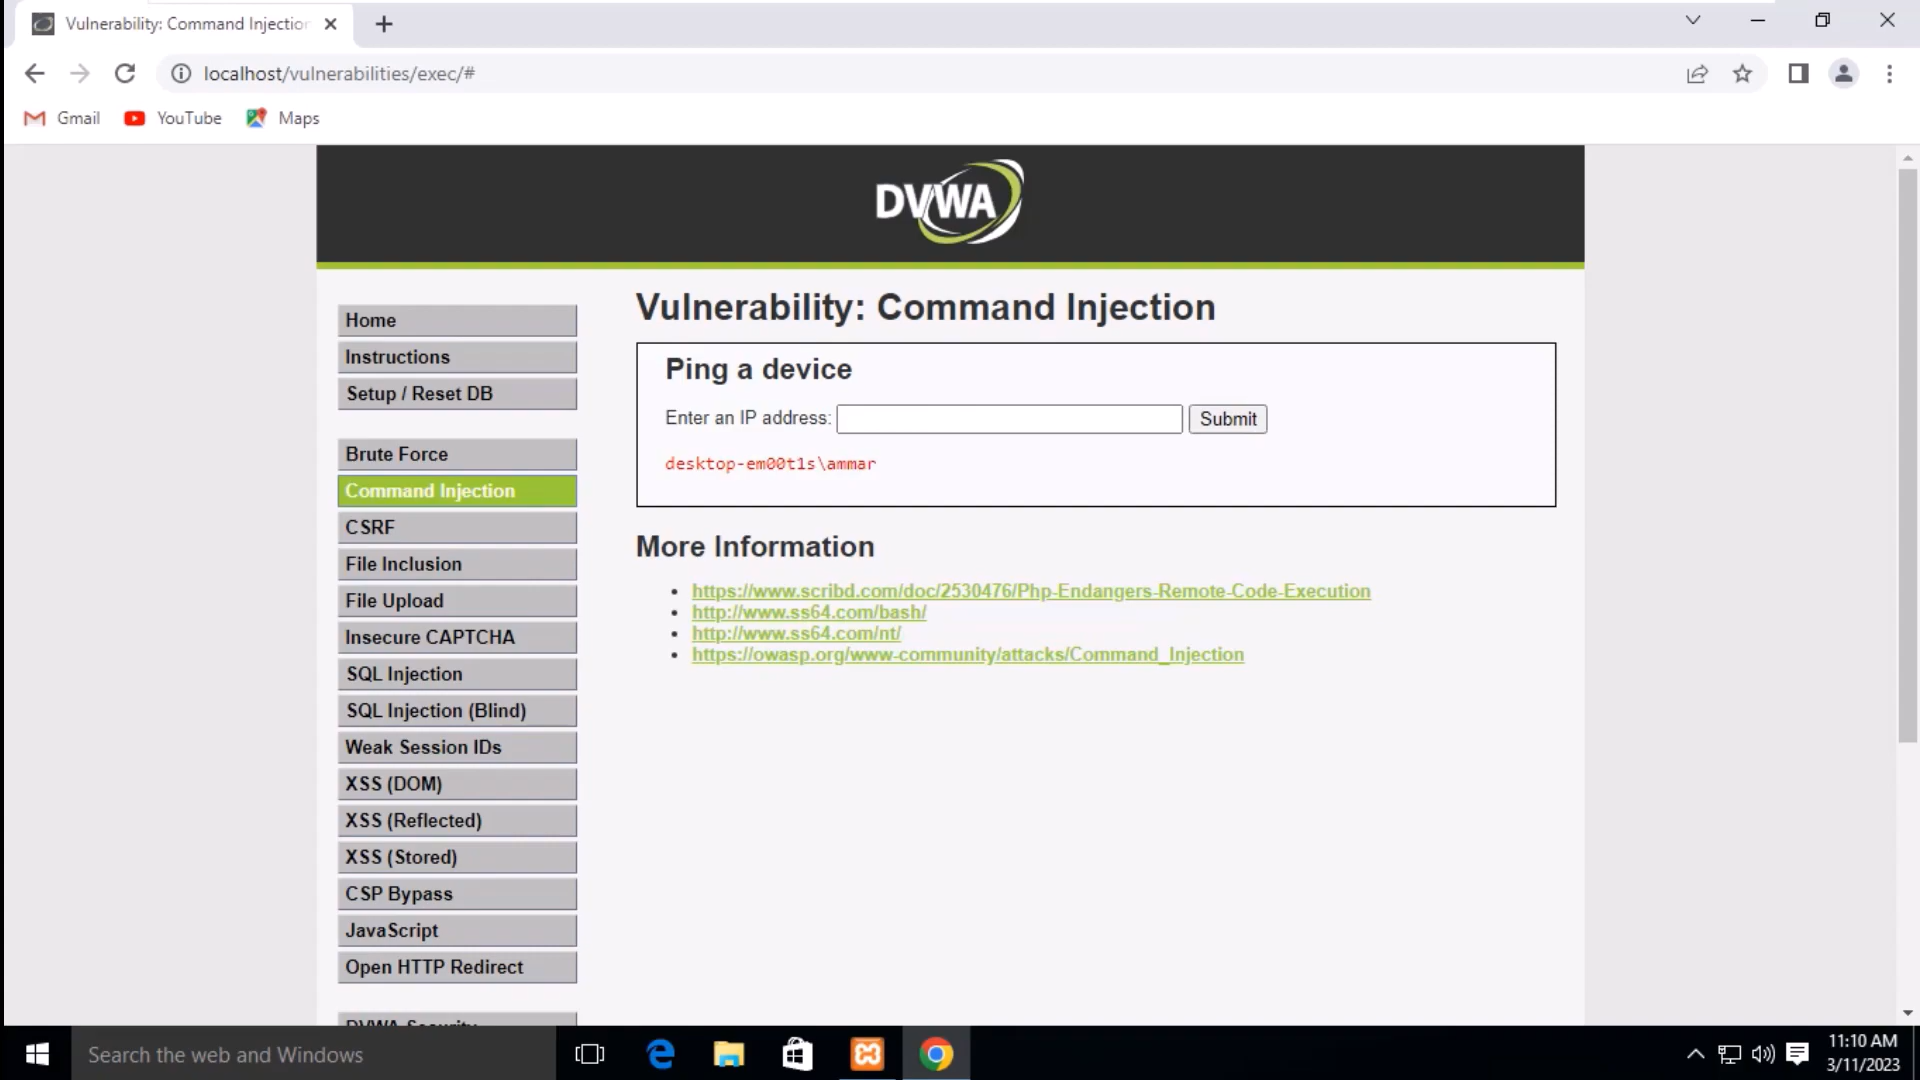 Vulnerability: Command Injection
localhost/vulnerabilities/exec/#
Gmail YouTube Maps
DVWA
Home
Instructions
Setup / Reset DB
Brute Force
Command Injection
CSRF
File Inclusion
File Upload
Insecure CAPTCHA
SQL Injection
SQL Injection (Blind)
Weak Session IDs
XSS (DOM)
XSS (Reflected)
XSS (Stored)
CSP Bypass
JavaScript
Open HTTP Redirect
DVWA Security
Vulnerability: Command Injection
Ping a device
Enter an IP address: Submit
desktop-em00t1s\ammar
More Information
https://www.scribd.com/doc/2530476/Php-Endangers-Remote-Code-Execution
http://www.ss64.com/bash/
http://www.ss64.com/nt/
https://owasp.org/www-community/attacks/Command_Injection
Search the web and Windows
11:10 AM
3/11/2023